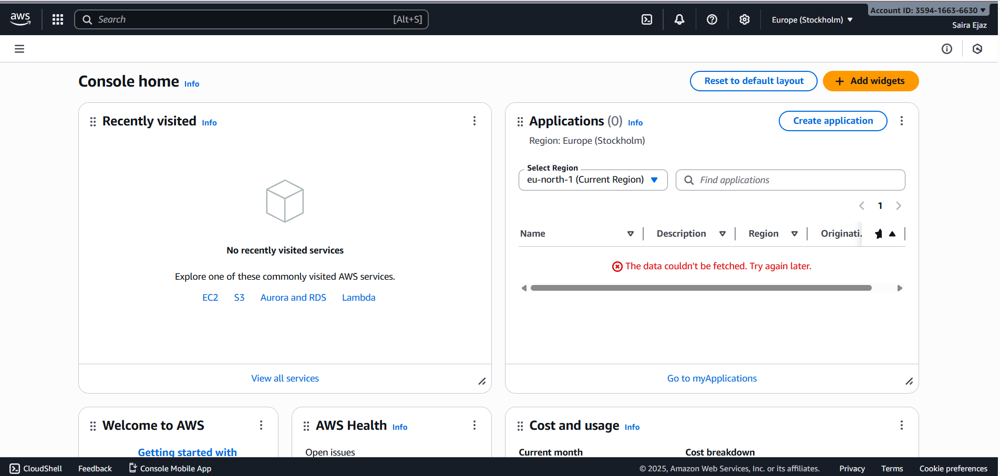 aws
Search
[Alt+S]
Europe (Stockholm)
Account ID: 3594-1663-6630
Saira Ejaz
Console home Info
Reset to default layout
Add widgets
Recently visited Info
No recently visited services
Explore one of these commonly visited AWS services.
EC2 S3 Aurora and RDS Lambda
View all services
Applications (0) Info
Create application
Region: Europe (Stockholm)
Select Region
eu-north-1 (Current Region)
Find applications
1
Name Description Region Originati.
The data couldn't be fetched. Try again later.
Go to myApplications
Welcome to AWS
Getting started with
AWS Health Info
Open issues
Cost and usage Info
Current month Cost breakdown
CloudShell Feedback Console Mobile App
© 2025, Amazon Web Services, Inc. or its affiliates. Privacy Terms Cookie preferences